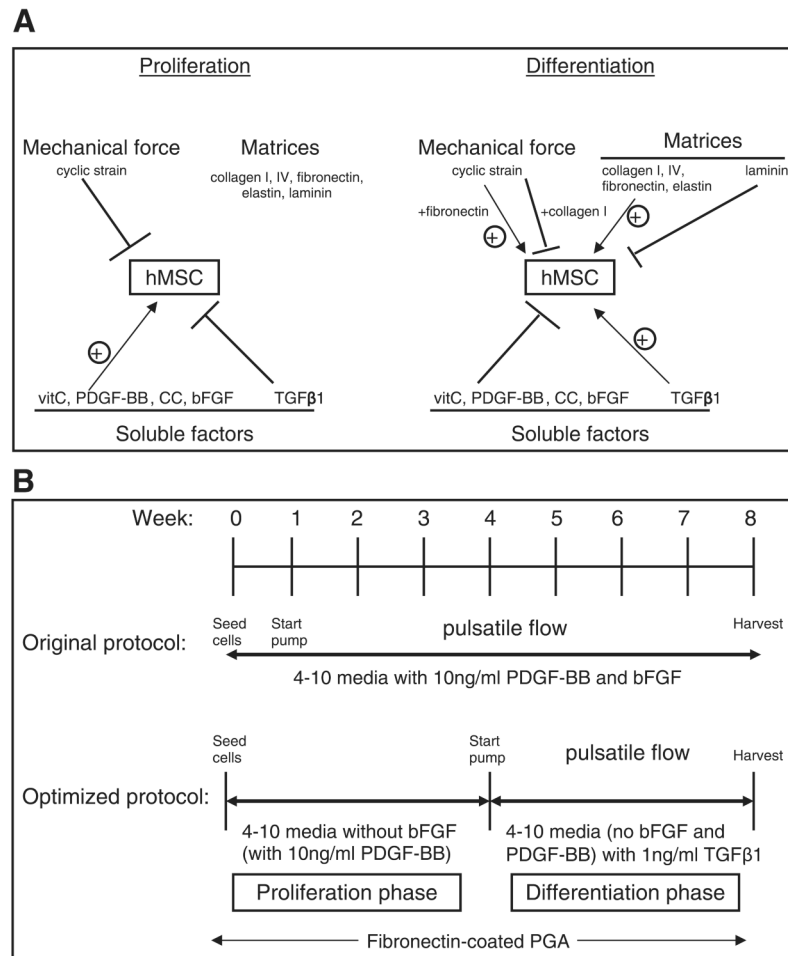 A
Proliferation
Differentiation
Mechanical force
cyclic strain
Matrices
collagen I, IV, fibronectin,
elastin, laminin
+
hMSC
vitC, PDGF-BB, CC, bFGF
TGFβ1
Soluble factors
Mechanical force
cyclic strain
Matrices
collagen I, IV,
fibronectin, elastin
laminin
+fibronectin
+collagen I
+
+
hMSC
+
vitC, PDGF-BB, CC, bFGF
TGFβ1
Soluble factors
B
Week: 0 1 2 3 4 5 6 7 8
Original protocol:
Seed
cells
Start
pump
pulsatile flow
Harvest
4-10 media with 10ng/ml PDGF-BB and bFGF
Optimized protocol:
Seed
cells
Start
pump
pulsatile flow
Harvest
4-10 media without bFGF
(with 10ng/ml PDGF-BB)
4-10 media (no bFGF and
PDGF-BB) with 1ng/ml TGFβ1
Proliferation phase
Differentiation phase
Fibronectin-coated PGA